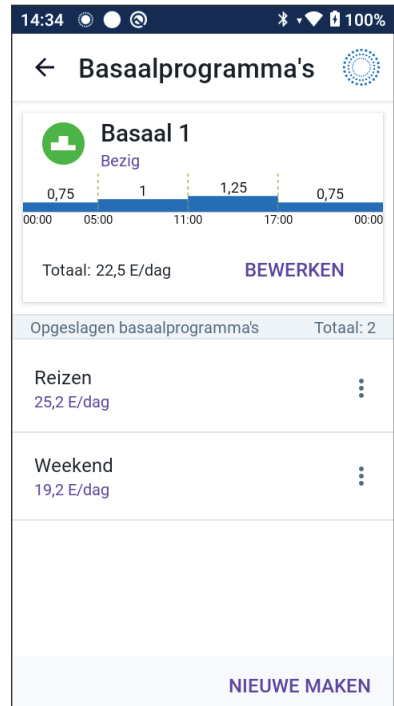 14:34 100%
Basaalprogramma's
Basaal 1
Bezig
0,75 1 1,25 0,75
00:00 05:00 11:00 17:00 00:00
Totaal: 22,5 E/dag BEWERKEN
Opgeslagen basaalprogramma's Totaal: 2
Reizen
25,2 E/dag
Weekend
19,2 E/dag
NIEUWE MAKEN